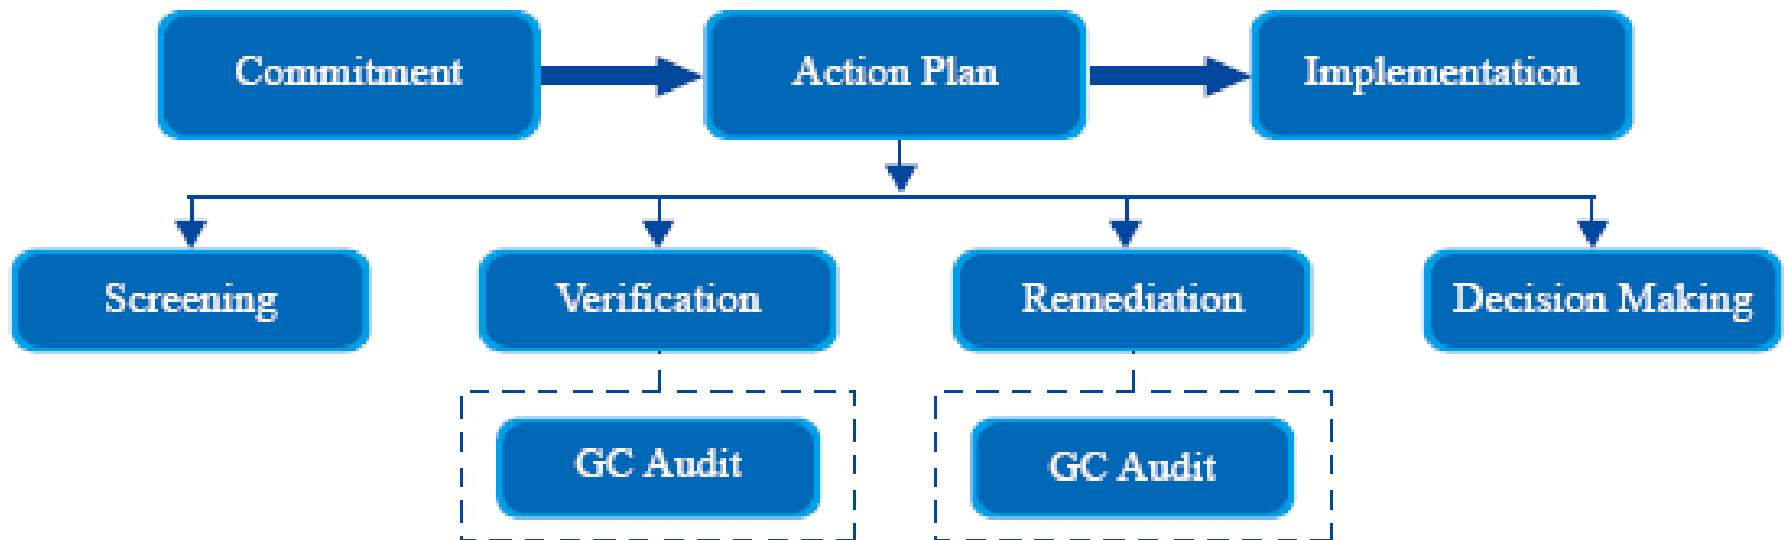 Commitment
Action Plan
Implementation
Screening
Verification
Remediation
Decision Making
GC Audit
GC Audit